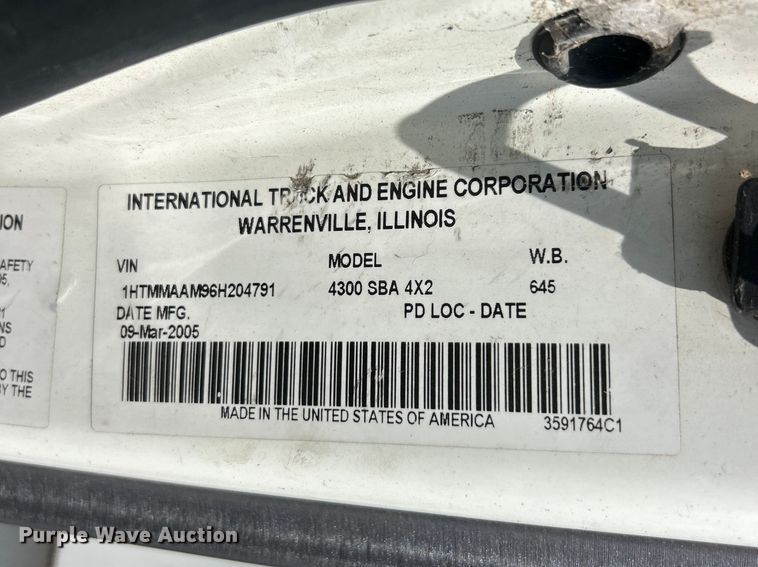 INTERNATIONAL TRUCK AND ENGINE CORPORATION
WARRENVILLE, ILLINOIS
VIN MODEL W.B.
1HTMMAAM96H204791 4300 SBA 4X2 645
DATE MFG. PD LOC - DATE
09-Mar-2005
MADE IN THE UNITED STATES OF AMERICA 3591764C1
ION
AFETY
NS
D
O THIS
Y THE
Purple Wave Auction